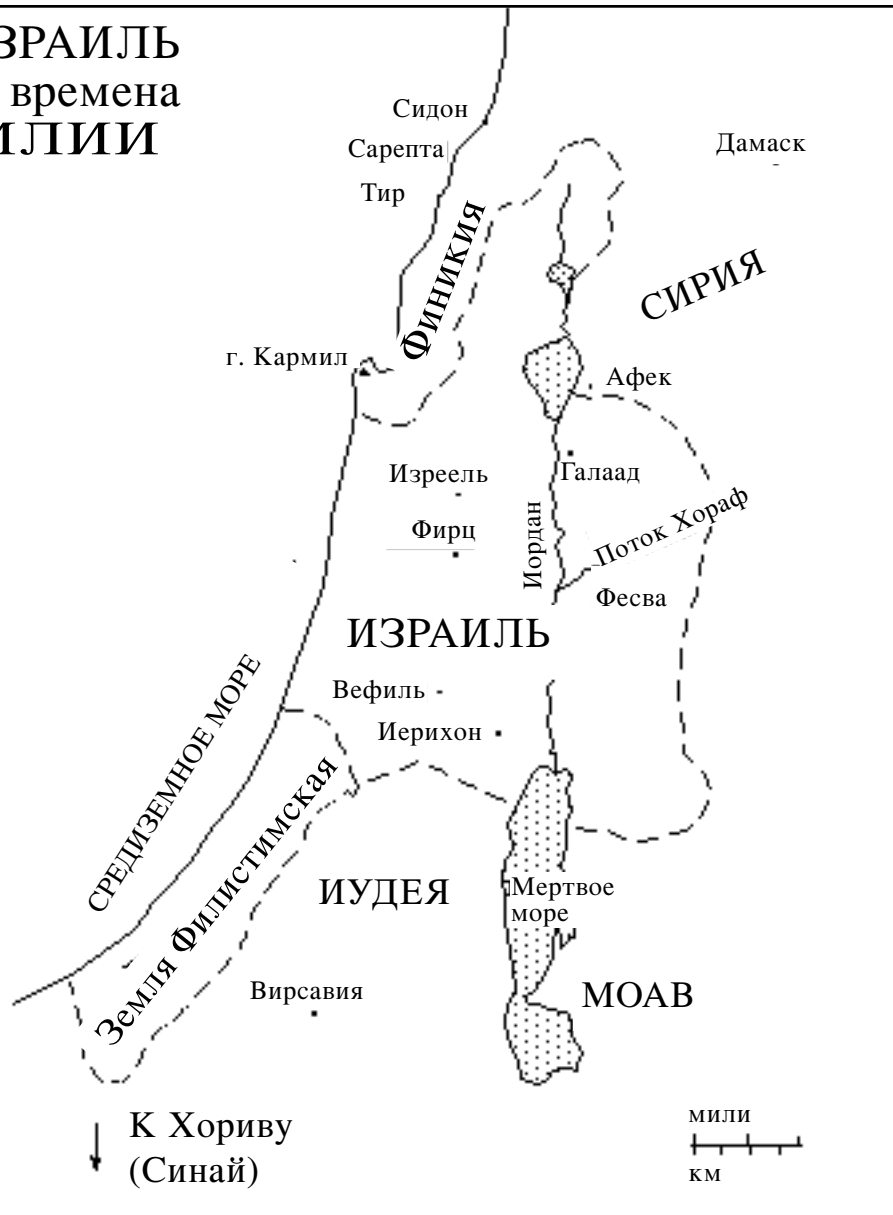 ЗРАИЛЬ
времена
ИЛИИ
Сидон
Дамаск
Сарепта
Тир
Финикия
СИРИЯ
г. Кармил
Афек
Изреель
Галаад
Фирц
Иордан
Поток Хораф
Фесва
ИЗРАИЛЬ
Вефиль
Иерихон
СРЕДИЗЕМНОЕ МОРЕ
Земля Филистимская
ИУДЕЯ
Мертвое
море
Вирсавия
МОАВ
К Хориву
(Синай)
мили
км